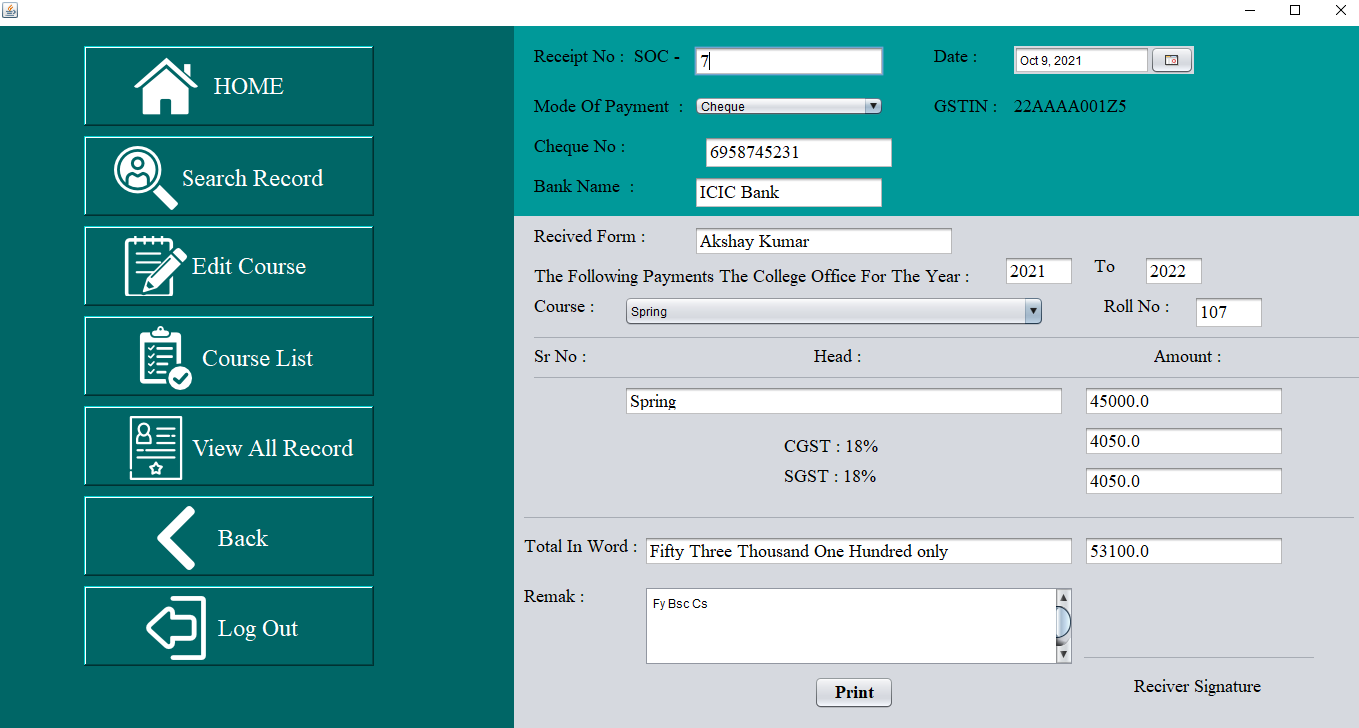 HOME
Search Record
Edit Course
Course List
View All Record
Back
Log Out
Receipt No : SOC - 7 Date : Oct 9, 2021
Mode Of Payment : Cheque GSTIN : 22AAAA001Z5
Cheque No : 6958745231
Bank Name : ICIC Bank
Recived Form : Akshay Kumar
The Following Payments The College Office For The Year : 2021 To 2022
Course : Spring Roll No : 107
Sr No : Head : Amount :
Spring 45000.0
CGST : 18% 4050.0
SGST : 18% 4050.0
Total In Word : Fifty Three Thousand One Hundred only 53100.0
Remak : Fy Bsc Cs
Reciver Signature
Print